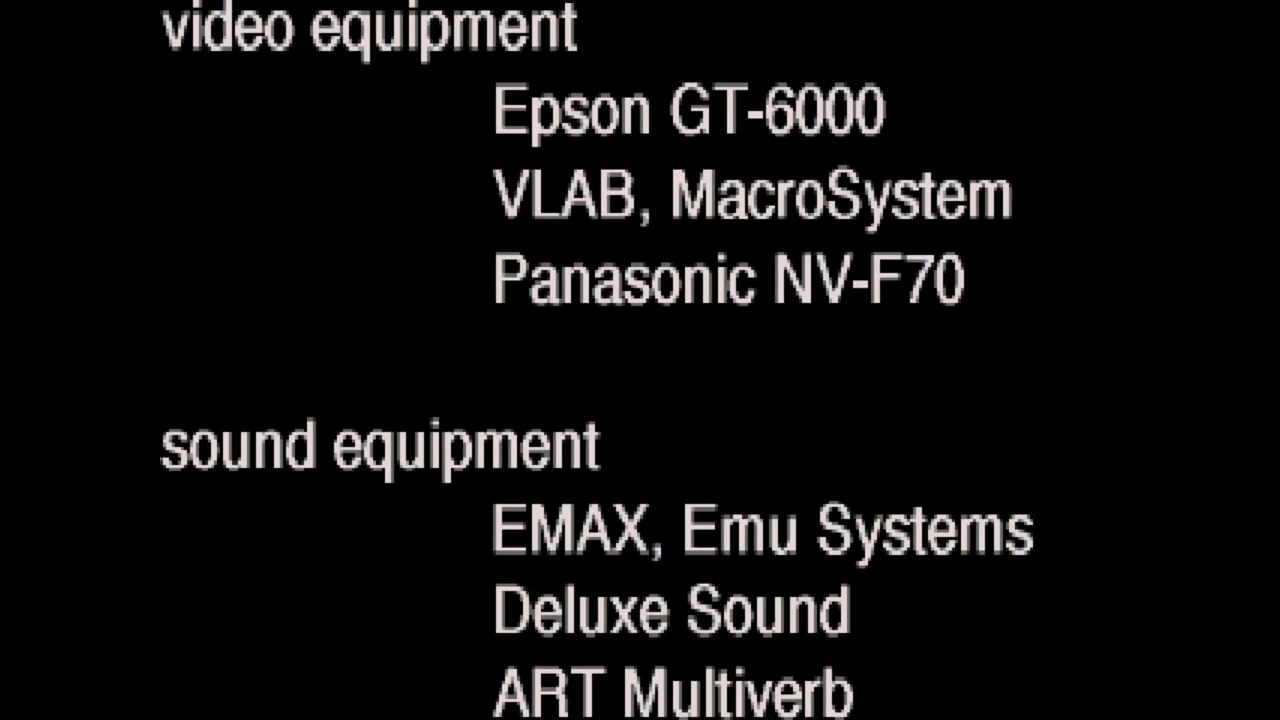 video equipment
Epson GT-6000
VLAB, MacroSystem
Panasonic NV-F70
sound equipment
EMAX, Emu Systems
Deluxe Sound
ART Multiverb